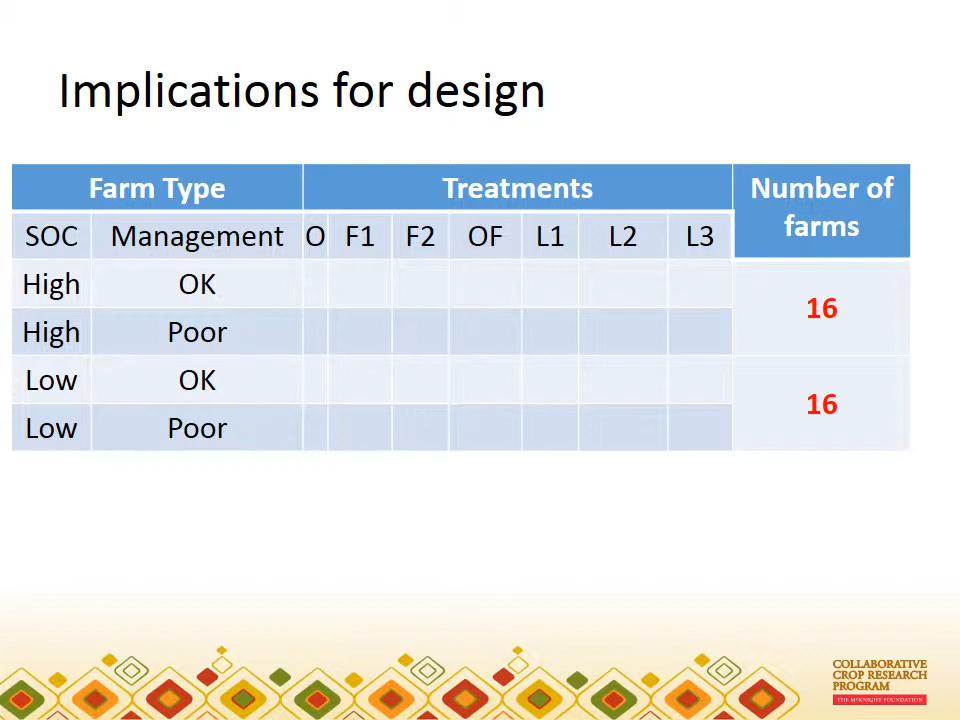 Implications for design
Farm Type Treatments Number of farms
SOC Management O F1 F2 OF L1 L2 L3
High OK 16
High Poor
Low OK 16
Low Poor
COLLABORATIVE
CROP RESEARCH
PROGRAM
THE MCKNIGHT FOUNDATION